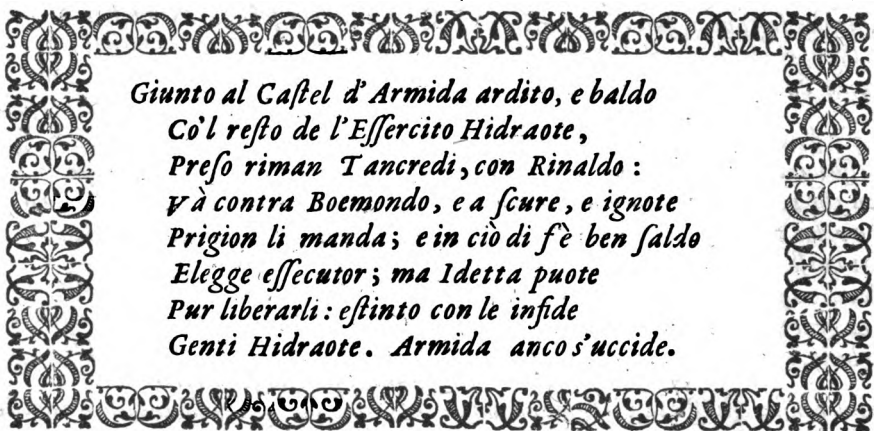 Giunto al Caſtel d'Armida ardito, e baldo
Co'l reſto de l'Eſſercito Hidraote,
Preſo riman Tancredi, con Rinaldo:
Và contra Boemondo, e a ſcure, e ignote
Prigion li manda; e in ciò di fè ben ſaldo
Elegge eſſecutor; ma Idetta puote
Pur liberarli: eſtinto con le infide
Genti Hidraote. Armida anco s'uccide.